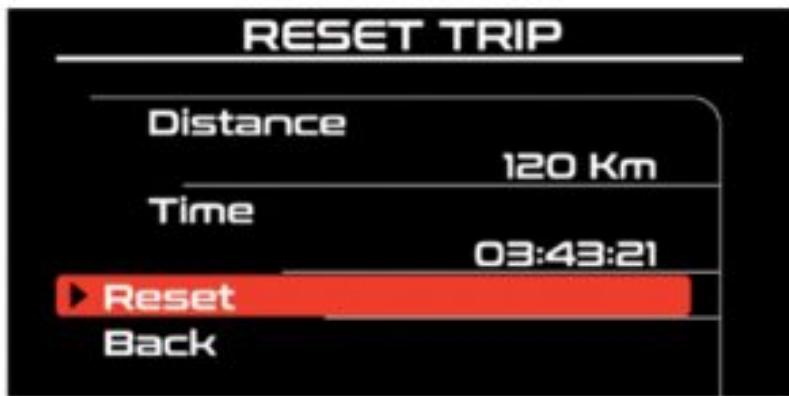 RESET TRIP
Distance
120 Km
Time
03:43:21
Reset
Back